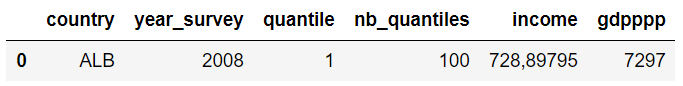 country year_survey quantile nb_quantiles income gdpppp
0 ALB 2008 1 100 728,89795 7297